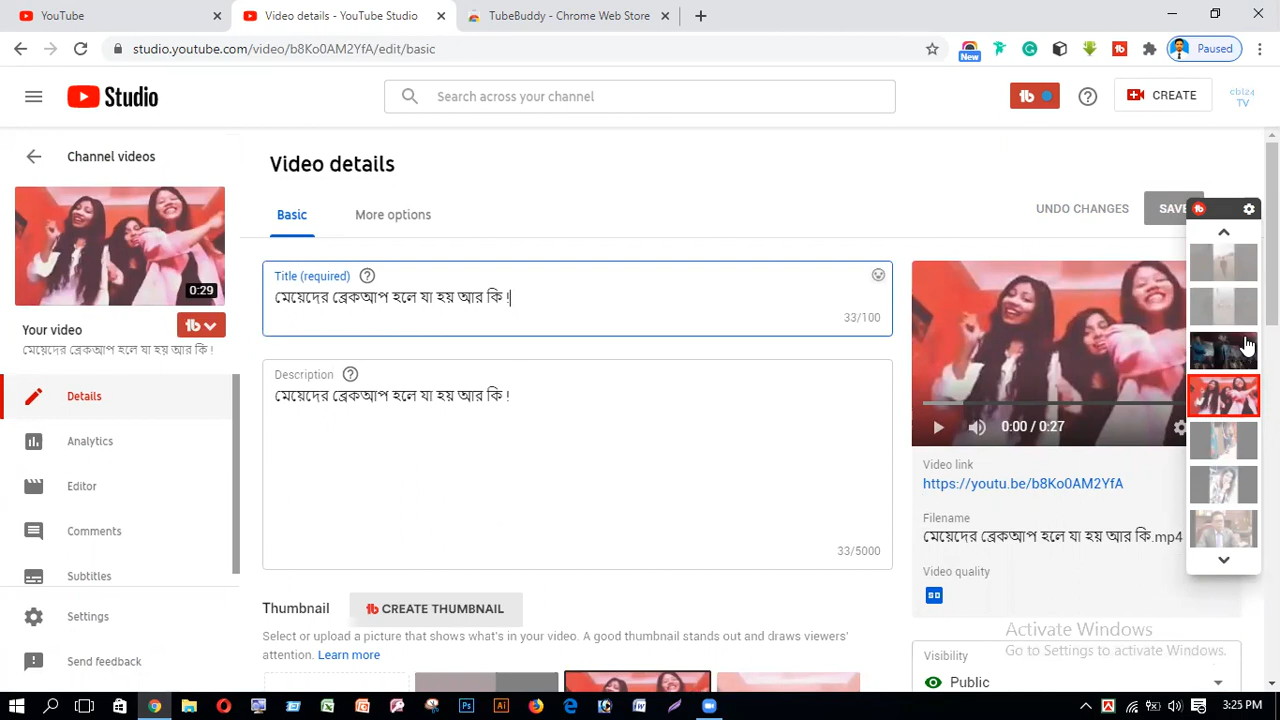 YouTube
Video details - YouTube Studio
TubeBuddy - Chrome Web Store
studio.youtube.com/video/b8Ko0AM2YfA/edit/basic
New
Paused
Studio
Search across your channel
CREATE
cbl24
TV
Channel videos
0:29
Your video
মেয়েদের ব্রেকআপ হলে যা হয় আর কি !
Details
Analytics
Editor
Comments
Subtitles
Settings
Send feedback
Video details
Basic
More options
UNDO CHANGES
SAVE
Title (required)
মেয়েদের ব্রেকআপ হলে যা হয় আর কি !
33/100
Description
মেয়েদের ব্রেকআপ হলে যা হয় আর কি !
33/5000
Thumbnail
CREATE THUMBNAIL
Select or upload a picture that shows what's in your video. A good thumbnail stands out and draws viewers'
attention. Learn more
0:00 / 0:27
Video link
https://youtu.be/b8Ko0AM2YfA
Filename
মেয়েদের ব্রেকআপ হলে যা হয় আর কি.mp4
Video quality
SD
Activate Windows
Go to Settings to activate Windows.
Visibility
Public
3:25 PM